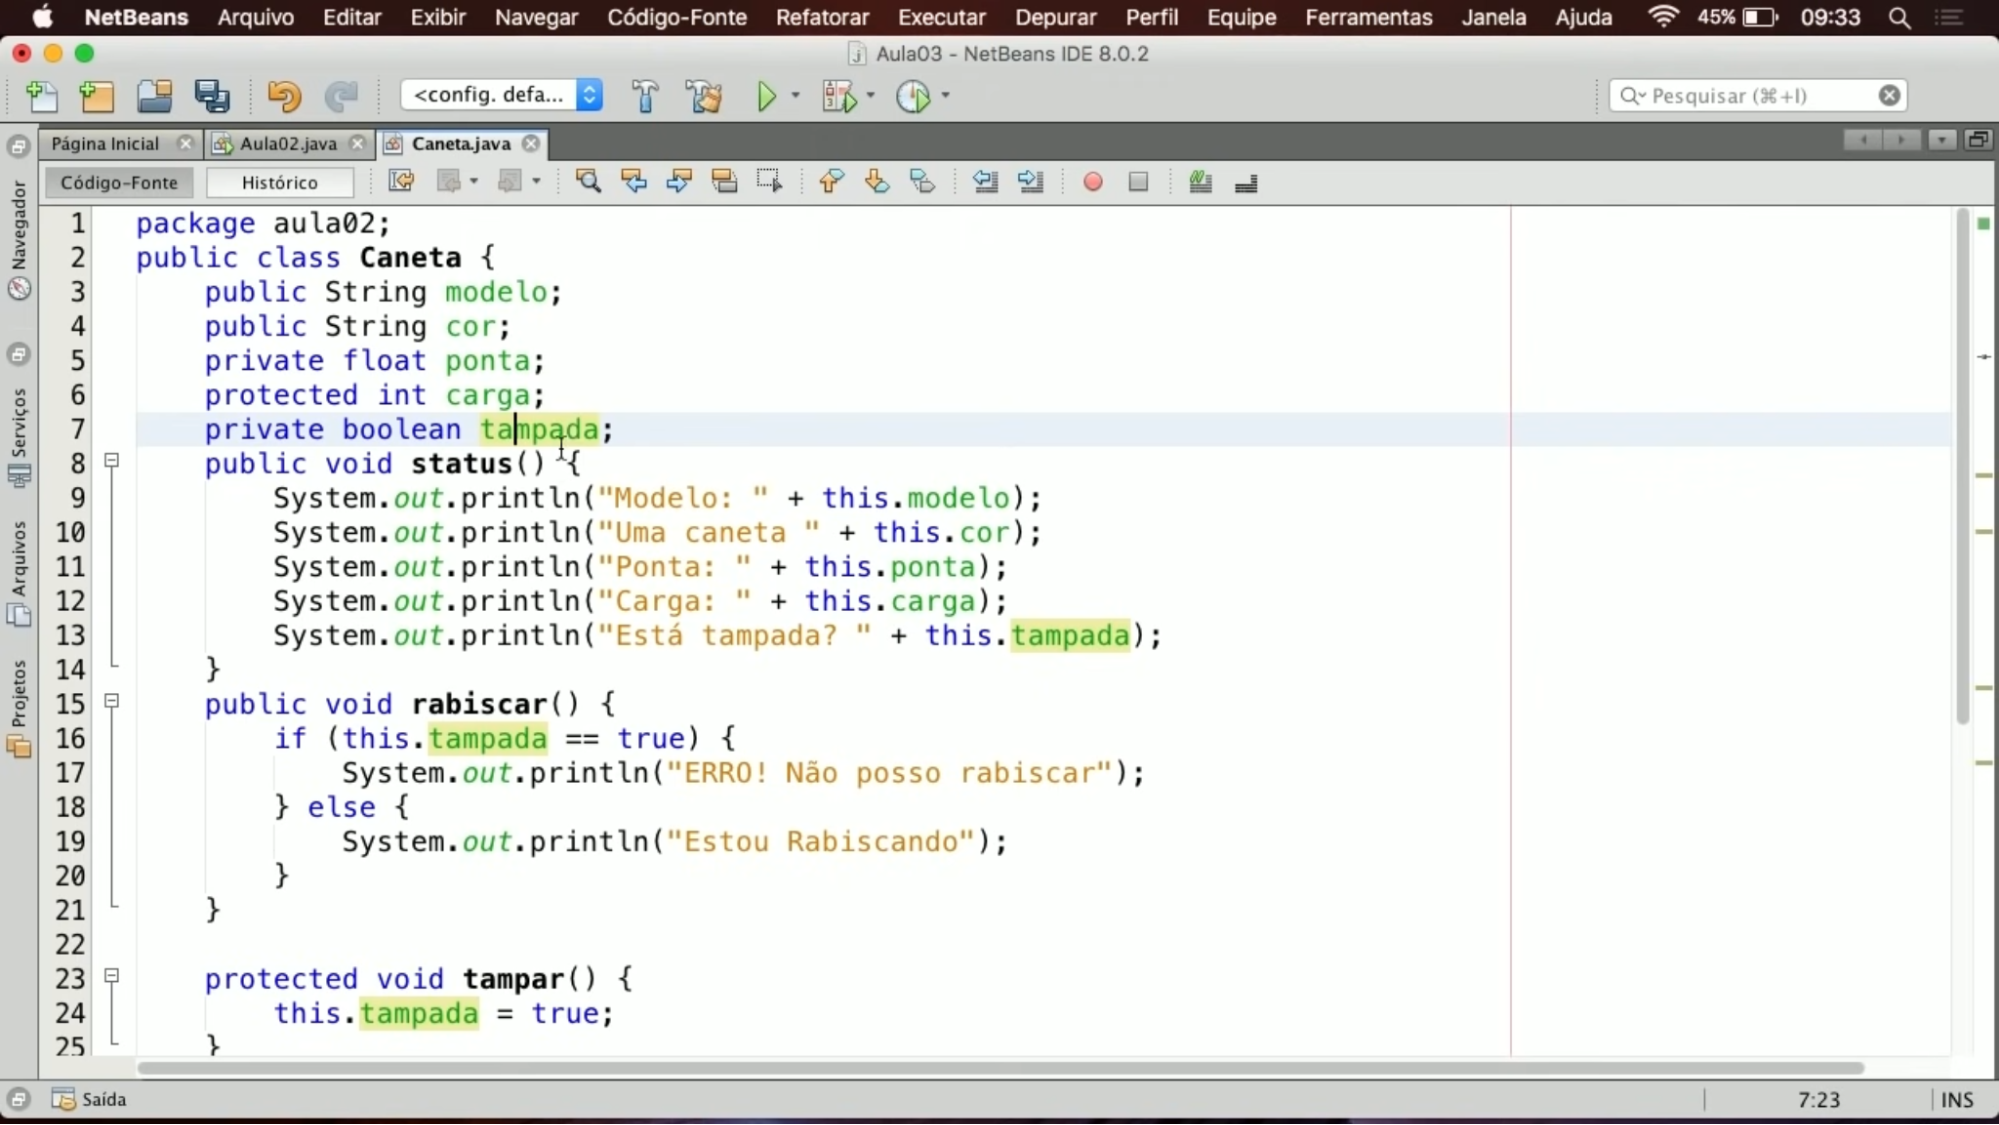 NetBeans Arquivo Editar Exibir Navegar Código-Fonte Refatorar Executar Depurar Perfil Equipe Ferramentas Janela Ajuda 45% 09:33
Aula03 - NetBeans IDE 8.0.2
<config. defa... Pesquisar (⌘+I)
Página Inicial Aula02.java Caneta.java
Código-Fonte Histórico
Navegador
Serviços
Arquivos
Projetos
1 package aula02;
2 public class Caneta {
3 public String modelo;
4 public String cor;
5 private float ponta;
6 protected int carga;
7 private boolean tampada;
8 public void status() {
9 System.out.println("Modelo: " + this.modelo);
10 System.out.println("Uma caneta " + this.cor);
11 System.out.println("Ponta: " + this.ponta);
12 System.out.println("Carga: " + this.carga);
13 System.out.println("Está tampada? " + this.tampada);
14 }
15 public void rabiscar() {
16 if (this.tampada == true) {
17 System.out.println("ERRO! Não posso rabiscar");
18 } else {
19 System.out.println("Estou Rabiscando");
20 }
21 }
22
23 protected void tampar() {
24 this.tampada = true;
25 }
Saída 7:23 INS